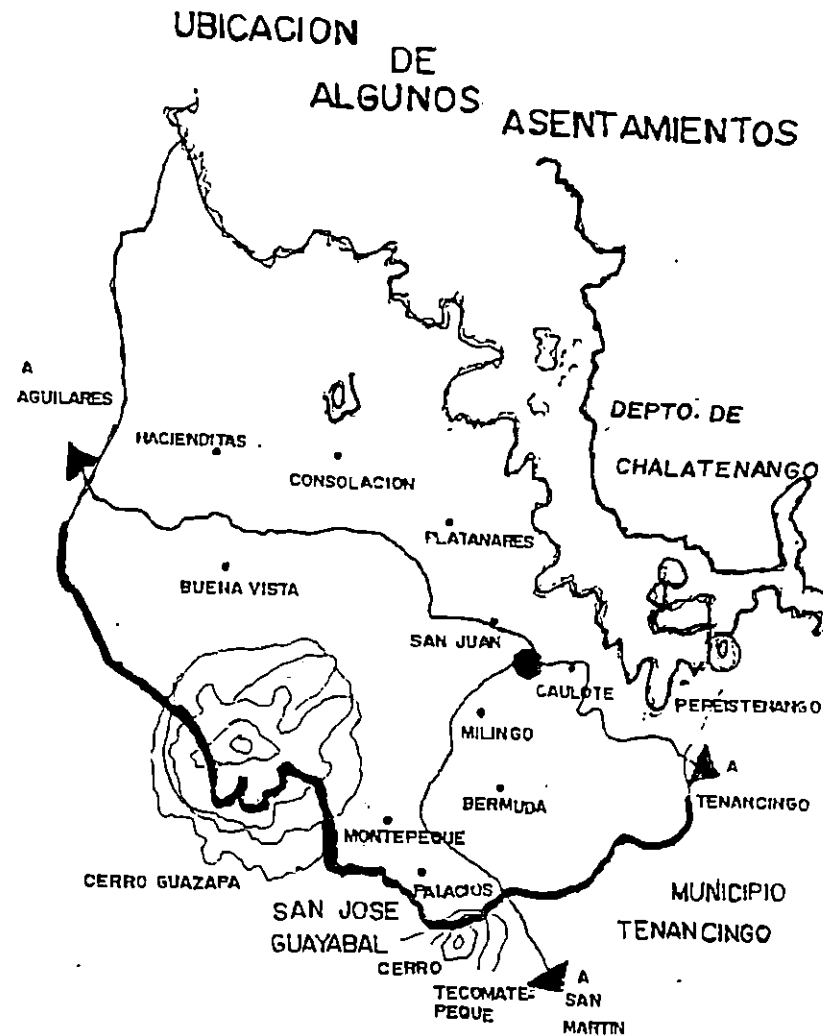 UBICACION
DE
ALGUNOS
ASENTAMIENTOS
A
AGUILARES
HACIENDITAS
CONSOLACION
DEPTO. DE
CHALATENANGO
PLATANARES
BUENA VISTA
SAN JUAN
CAULOTE
PEPEISTENANGO
MILINGO
A
TENANCINGO
BERMUDA
MONTEPEQUE
CERRO GUAZAPA
PALACIOS
MUNICIPIO
TENANCINGO
SAN JOSE
GUAYABAL
CERRO
TECOMATE-
PEQUE
A
SAN
MARTIN